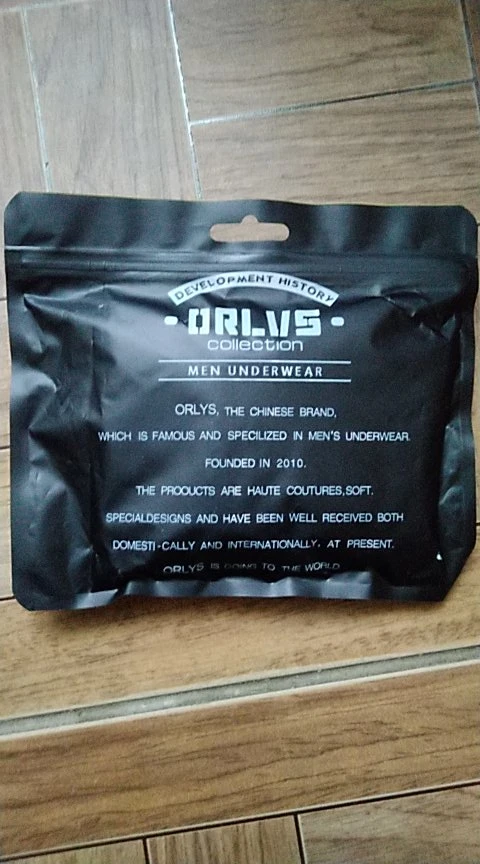 DEVELOPMENT HISTORY
ORLVS
collection
MEN UNDERWEAR
ORLYS, THE CHINESE BRAND,
WHICH IS FAMOUS AND SPECILIZED IN MEN'S UNDERWEAR.
FOUNDED IN 2010.
THE PRODUCTS ARE HAUTE COUTURES,SOFT.
SPECIALDESIGNS AND HAVE BEEN WELL RECEIVED BOTH
DOMESTI-CALLY AND INTERNATIONALLY. AT PRESENT.
ORLYS IS GOING TO THE WORLD